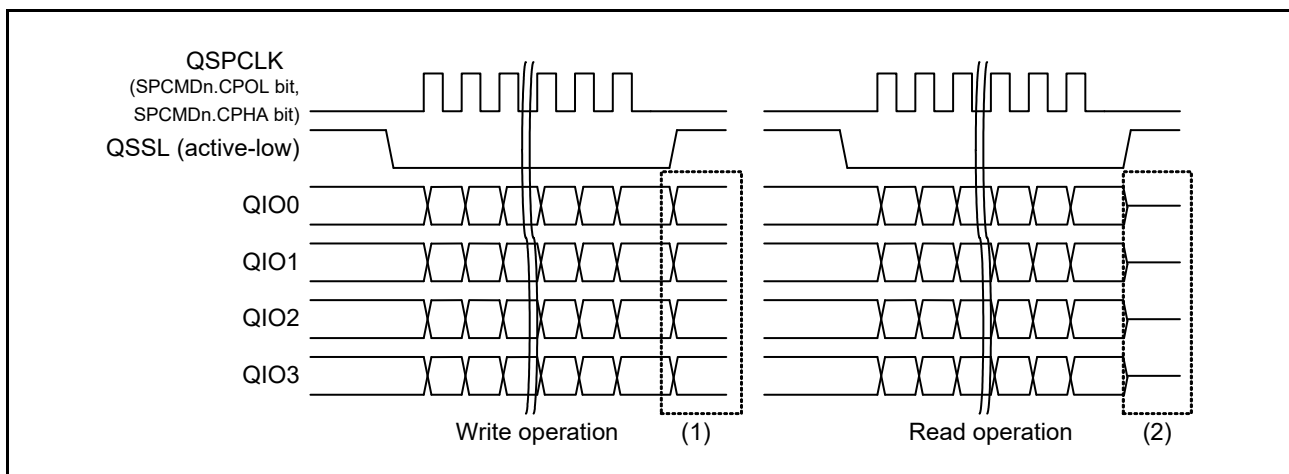 QSPCLK
(SPCMDn.CPOL bit,
SPCMDn.CPHA bit)
QSSL (active-low)
QIO0
QIO1
QIO2
QIO3
Write operation (1) Read operation (2)